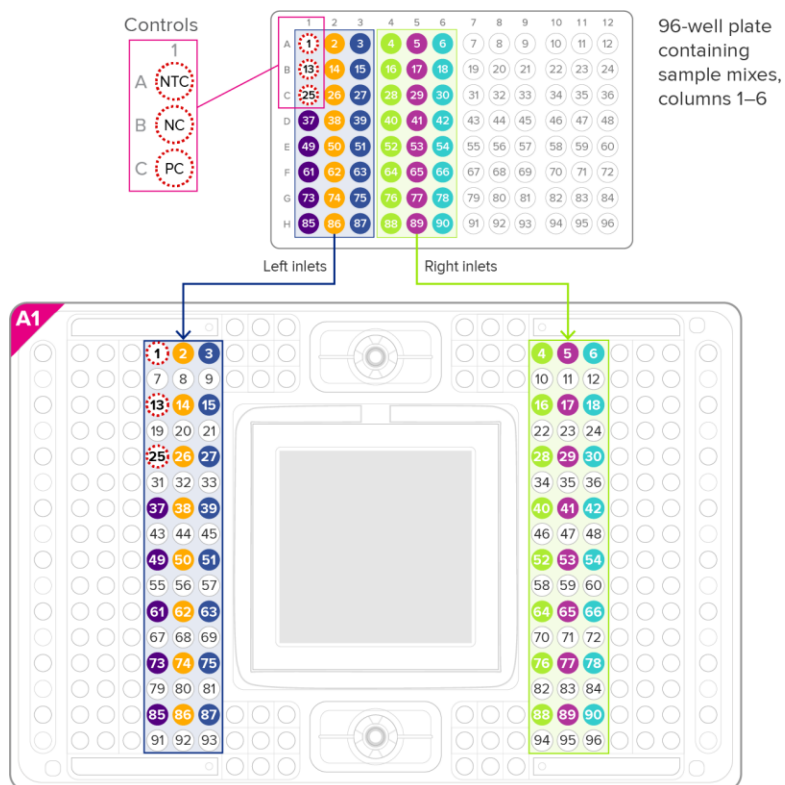 Controls
1
A NTC
B NC
C PC
1 2 3 4 5 6 7 8 9 10 11 12
A 1 2 3 4 5 6 7 8 9 10 11 12
B 13 14 15 16 17 18 19 20 21 22 23 24
C 25 26 27 28 29 30 31 32 33 34 35 36
D 37 38 39 40 41 42 43 44 45 46 47 48
E 49 50 51 52 53 54 55 56 57 58 59 60
F 61 62 63 64 65 66 67 68 69 70 71 72
G 73 74 75 76 77 78 79 80 81 82 83 84
H 85 86 87 88 89 90 91 92 93 94 95 96
96-well plate
containing
sample mixes,
columns 1–6
Left inlets
Right inlets
A1
1 2 3 4 5 6
7 8 9 10 11 12
13 14 15 16 17 18
19 20 21 22 23 24
25 26 27 28 29 30
31 32 33 34 35 36
37 38 39 40 41 42
43 44 45 46 47 48
49 50 51 52 53 54
55 56 57 58 59 60
61 62 63 64 65 66
67 68 69 70 71 72
73 74 75 76 77 78
79 80 81 82 83 84
85 86 87 88 89 90
91 92 93 94 95 96